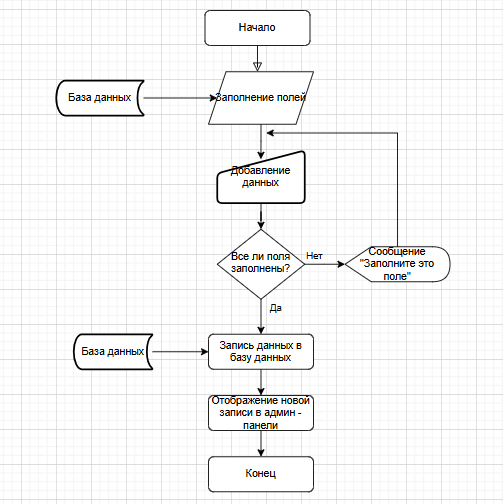 Начало
База данных
Заполнение полей
Добавление
данных
Все ли поля
заполнены?
Нет
Сообщение
"Заполните это
поле"
Да
База данных
Запись данных в
базу данных
Отображение новой
записи в админ -
панели
Конец